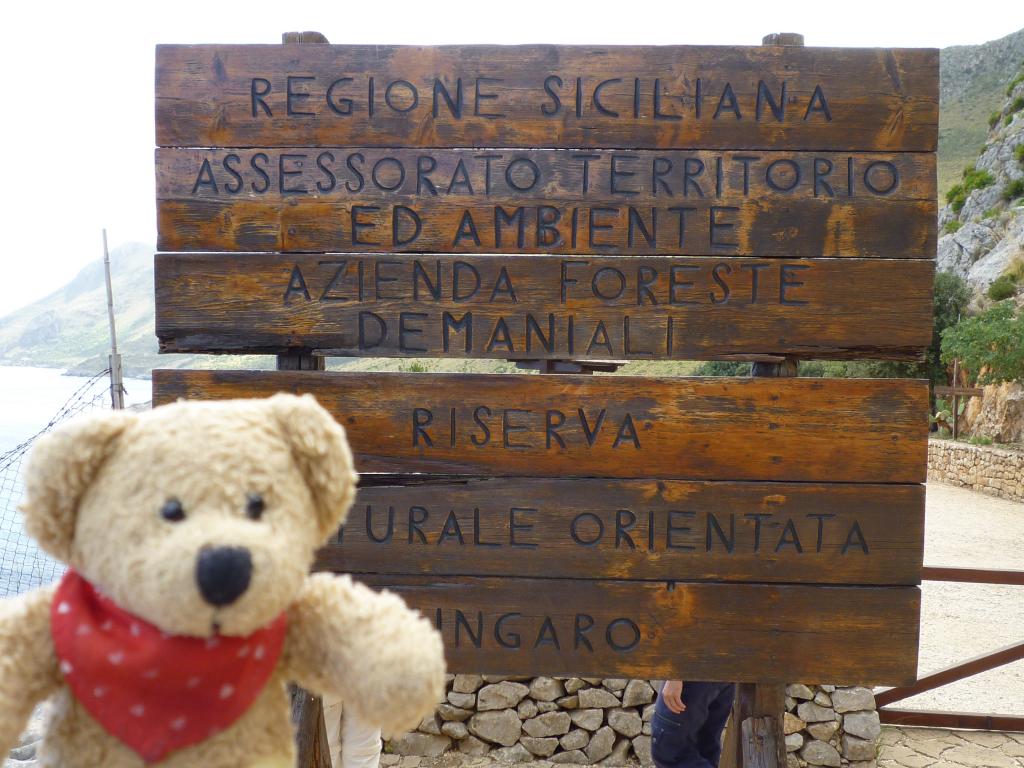 REGIONE SICILIANA
ASSESSORATO TERRITORIO
ED AMBIENTE
AZIENDA FORESTE
DEMANIALI
RISERVA
TURALE ORIENTATA
INGARO